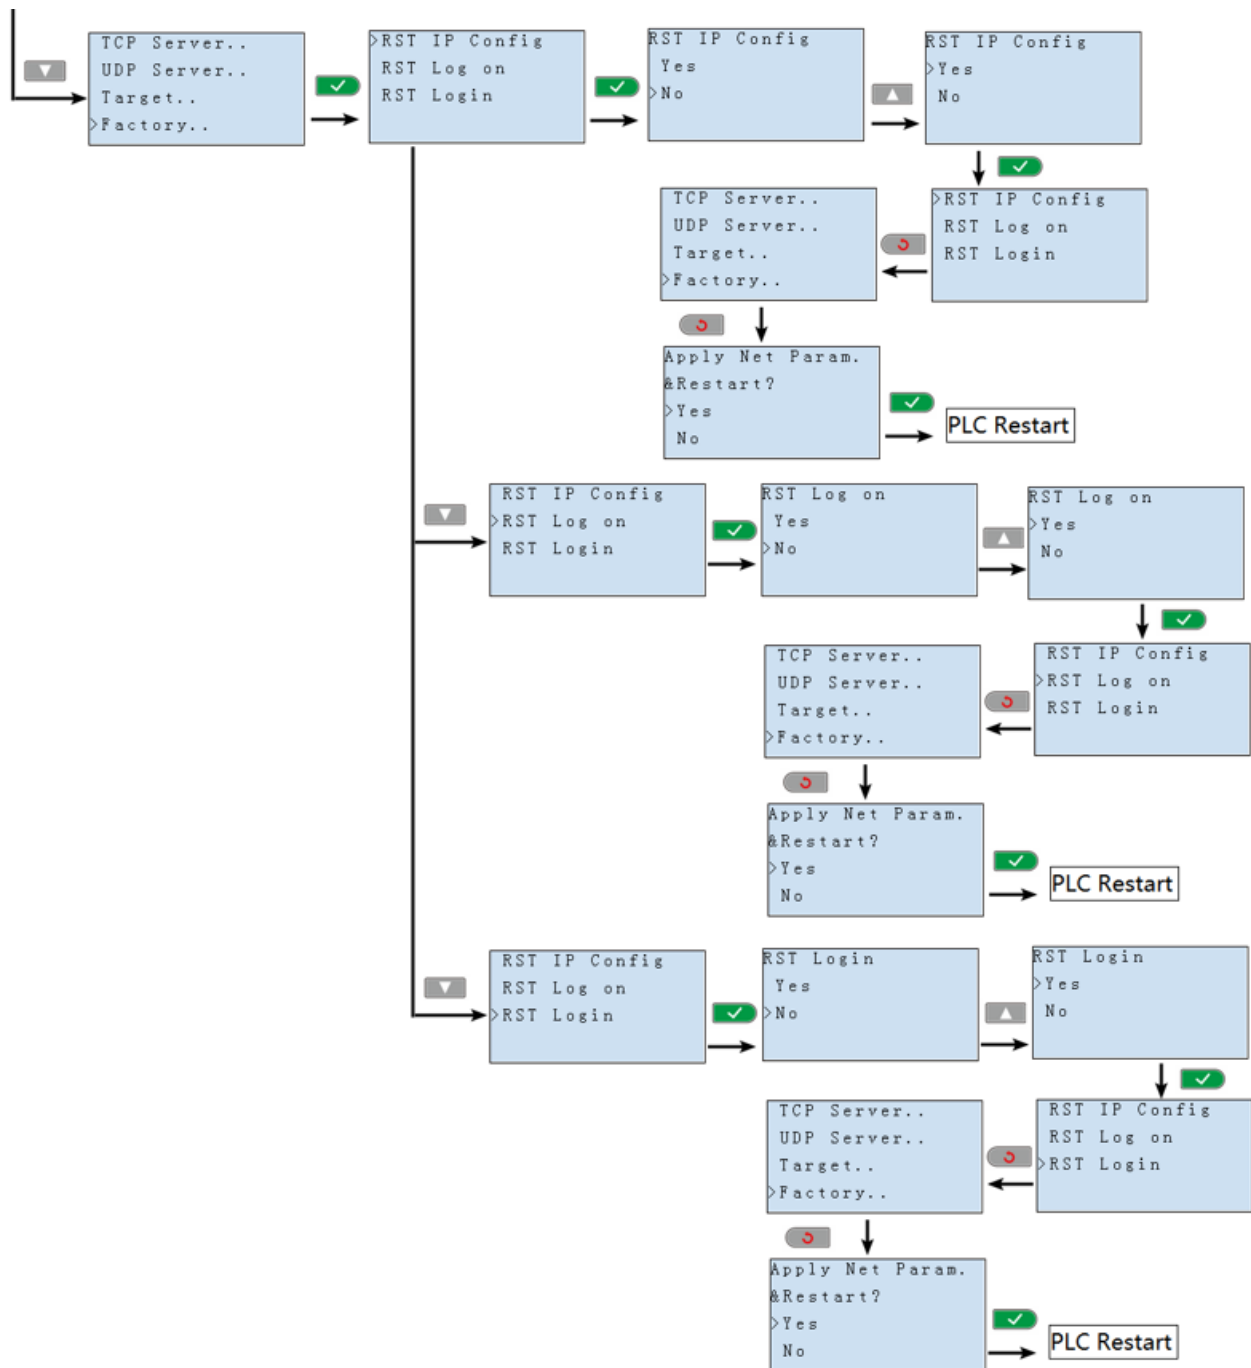 TCP Server..
UDP Server..
Target..
>Factory..
>RST IP Config
RST Log on
RST Login
RST IP Config
Yes
>No
RST IP Config
>Yes
No
>RST IP Config
RST Log on
RST Login
TCP Server..
UDP Server..
Target..
>Factory..
Apply Net Param.
&Restart?
>Yes
No
PLC Restart
RST IP Config
>RST Log on
RST Login
RST Log on
Yes
>No
RST Log on
>Yes
No
RST IP Config
>RST Log on
RST Login
TCP Server..
UDP Server..
Target..
>Factory..
Apply Net Param.
&Restart?
>Yes
No
PLC Restart
RST IP Config
RST Log on
>RST Login
RST Login
Yes
>No
RST Login
>Yes
No
RST IP Config
RST Log on
>RST Login
TCP Server..
UDP Server..
Target..
>Factory..
Apply Net Param.
&Restart?
>Yes
No
PLC Restart